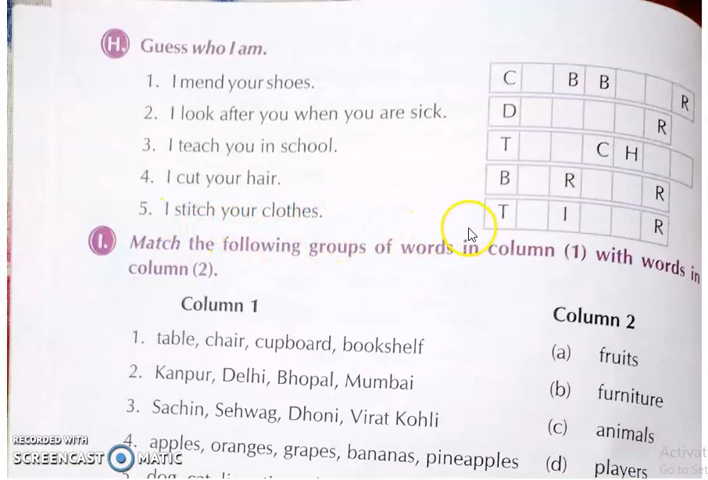 H. Guess who I am.
1. I mend your shoes. C B B R
2. I look after you when you are sick. D R
3. I teach you in school. T C H
4. I cut your hair. B R R
5. I stitch your clothes. T I R
I. Match the following groups of words in column (1) with words in
column (2).
Column 1 Column 2
1. table, chair, cupboard, bookshelf (a) fruits
2. Kanpur, Delhi, Bhopal, Mumbai (b) furniture
3. Sachin, Sehwag, Dhoni, Virat Kohli (c) animals
4. apples, oranges, grapes, bananas, pineapples (d) players
RECORDED WITH
SCREENCAST MATIC
Activat
Go to Set